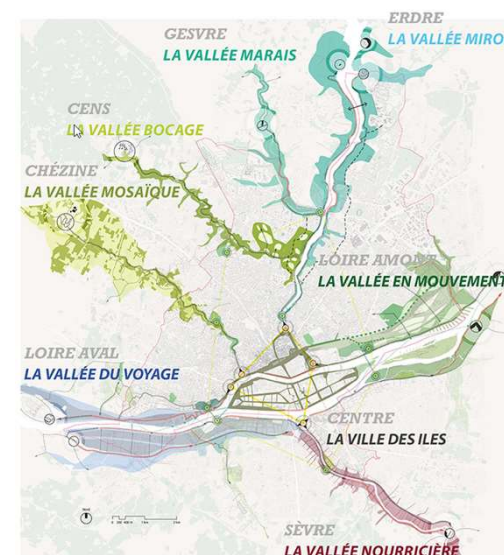 ERDRE
LA VALLÉE MIRO
GESVRE
LA VALLÉE MARAIS
CENS
LA VALLÉE BOCAGE
CHÉZINE
LA VALLÉE MOSAÏQUE
LOIRE AMONT
LA VALLÉE EN MOUVEMENT
LOIRE AVAL
LA VALLÉE DU VOYAGE
CENTRE
LA VILLE DES ILES
SÈVRE
LA VALLÉE NOURRICIÈRE